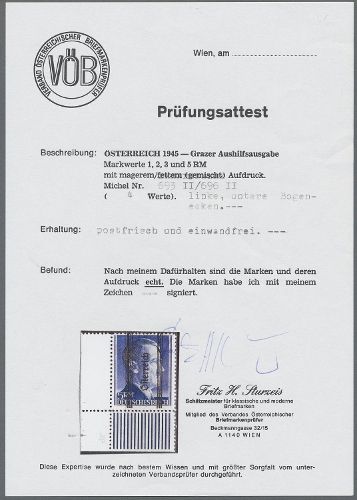 VERBAND ÖSTERREICHISCHER BRIEFMARKENPRÜFER
VÖB
Wien, am
Prüfungsattest
Beschreibung: ÖSTERREICH 1945 — Grazer Aushilfsausgabe
Markwerte 1, 2, 3 und 5 RM
mit magerem/fettem (gemischt) Aufdruck.
Michel Nr. 693 II/696 II
( 4 Werte). linke, untere Bogen-
ecken. ---
Erhaltung: postfrisch und einwandfrei. ---
Befund: Nach meinem Dafürhalten sind die Marken und deren
Aufdruck echt. Die Marken habe ich mit meinem
Zeichen --- signiert.
Österreich
5RM
Fritz H. Sturzeis
Schätzmeister für klassische und moderne
Briefmarken
Mitglied des Verbandes Österreichischer
Briefmarkenprüfer
Bechmanngasse 32/15
A 1140 WIEN
Diese Expertise wurde nach bestem Wissen und mit größter Sorgfalt vom unter-
zeichneten Verbandsprüfer durchgeführt.